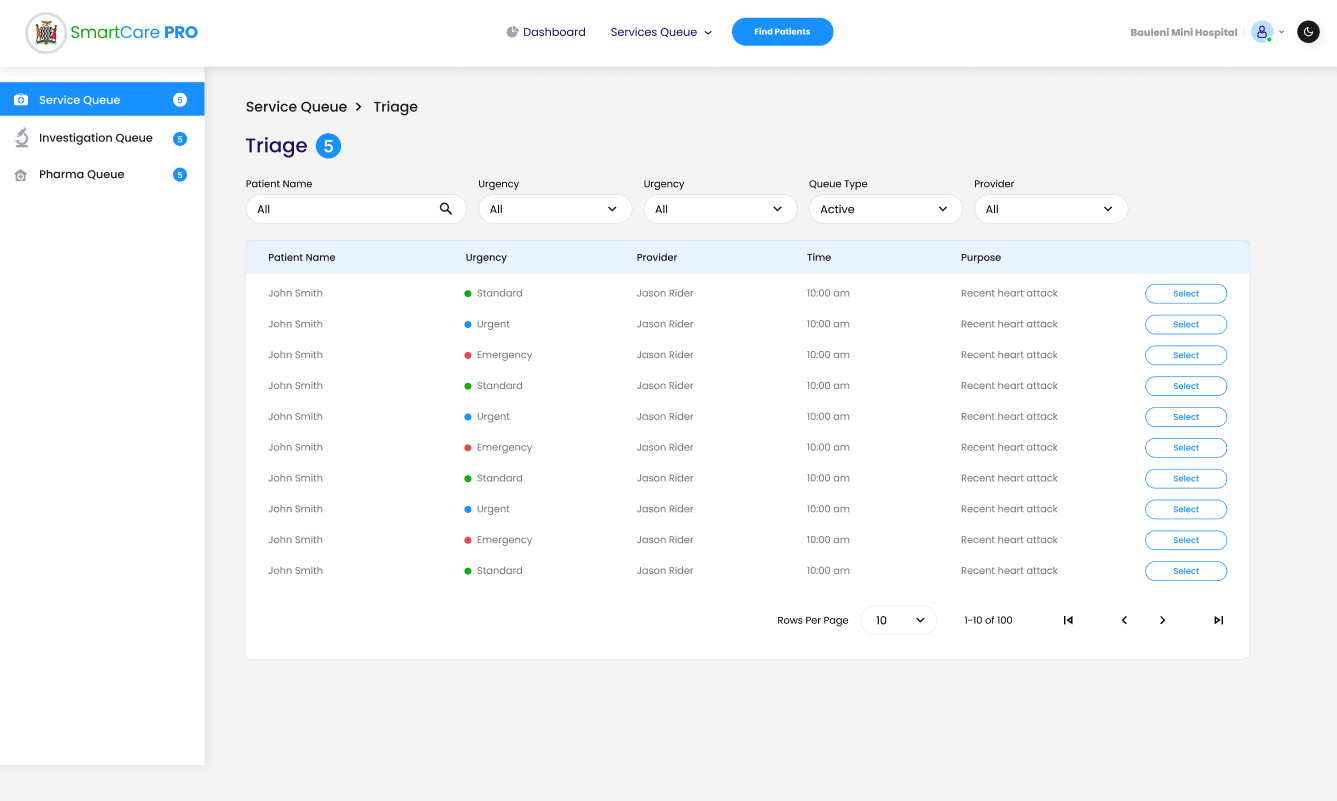 SmartCare PRO
Dashboard Services Queue Find Patients Bauleni Mini Hospital
Service Queue 5
Investigation Queue 5
Pharma Queue 5
Service Queue > Triage
Triage 5
Patient Name Urgency Urgency Queue Type Provider
All All All Active All
Patient Name Urgency Provider Time Purpose
John Smith Standard Jason Rider 10:00 am Recent heart attack Select
John Smith Urgent Jason Rider 10:00 am Recent heart attack Select
John Smith Emergency Jason Rider 10:00 am Recent heart attack Select
John Smith Standard Jason Rider 10:00 am Recent heart attack Select
John Smith Urgent Jason Rider 10:00 am Recent heart attack Select
John Smith Emergency Jason Rider 10:00 am Recent heart attack Select
John Smith Standard Jason Rider 10:00 am Recent heart attack Select
John Smith Urgent Jason Rider 10:00 am Recent heart attack Select
John Smith Emergency Jason Rider 10:00 am Recent heart attack Select
John Smith Standard Jason Rider 10:00 am Recent heart attack Select
Rows Per Page 10 1-10 of 100